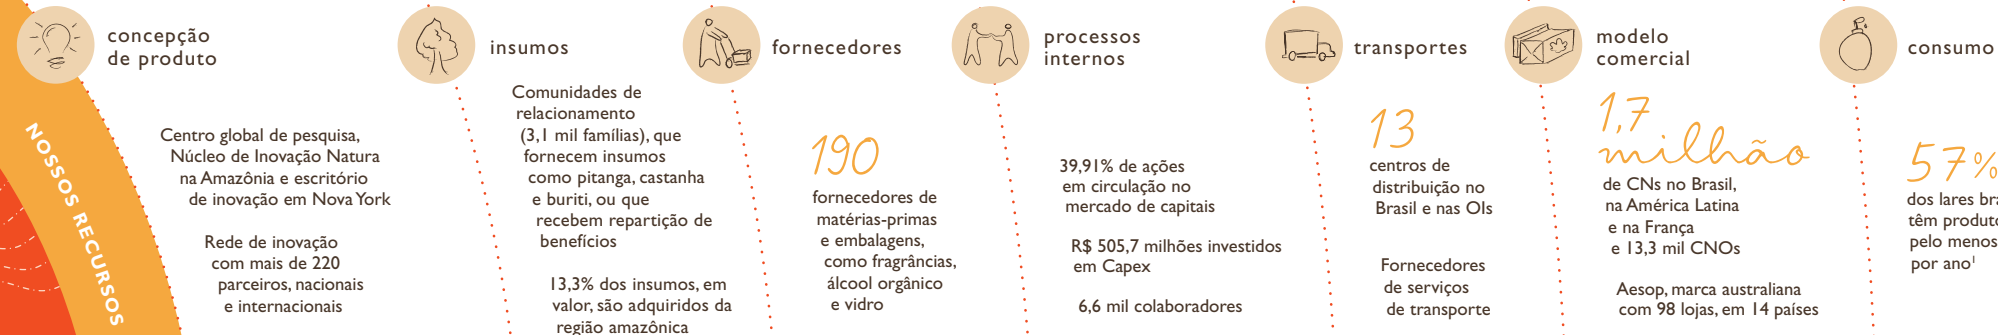 NOSSOS RECURSOS
concepção
de produto
Centro global de pesquisa,
Núcleo de Inovação Natura
na Amazônia e escritório
de inovação em Nova York
Rede de inovação
com mais de 220
parceiros, nacionais
e internacionais
insumos
Comunidades de
relacionamento
(3,1 mil famílias), que
fornecem insumos
como pitanga, castanha
e buriti, ou que
recebem repartição de
benefícios
13,3% dos insumos, em
valor, são adquiridos da
região amazônica
fornecedores
190
fornecedores de
matérias-primas
e embalagens,
como fragrâncias,
álcool orgânico
e vidro
processos
internos
39,91% de ações
em circulação no
mercado de capitais
R$ 505,7 milhões investidos
em Capex
6,6 mil colaboradores
transportes
13
centros de
distribuição no
Brasil e nas OIs
Fornecedores
de serviços
de transporte
modelo
comercial
1,7
milhão
de CNs no Brasil,
na América Latina
e na França
e 13,3 mil CNOs
Aesop, marca australiana
com 98 lojas, em 14 países
consumo
57%
dos lares
têm
pelo menos
por ano¹